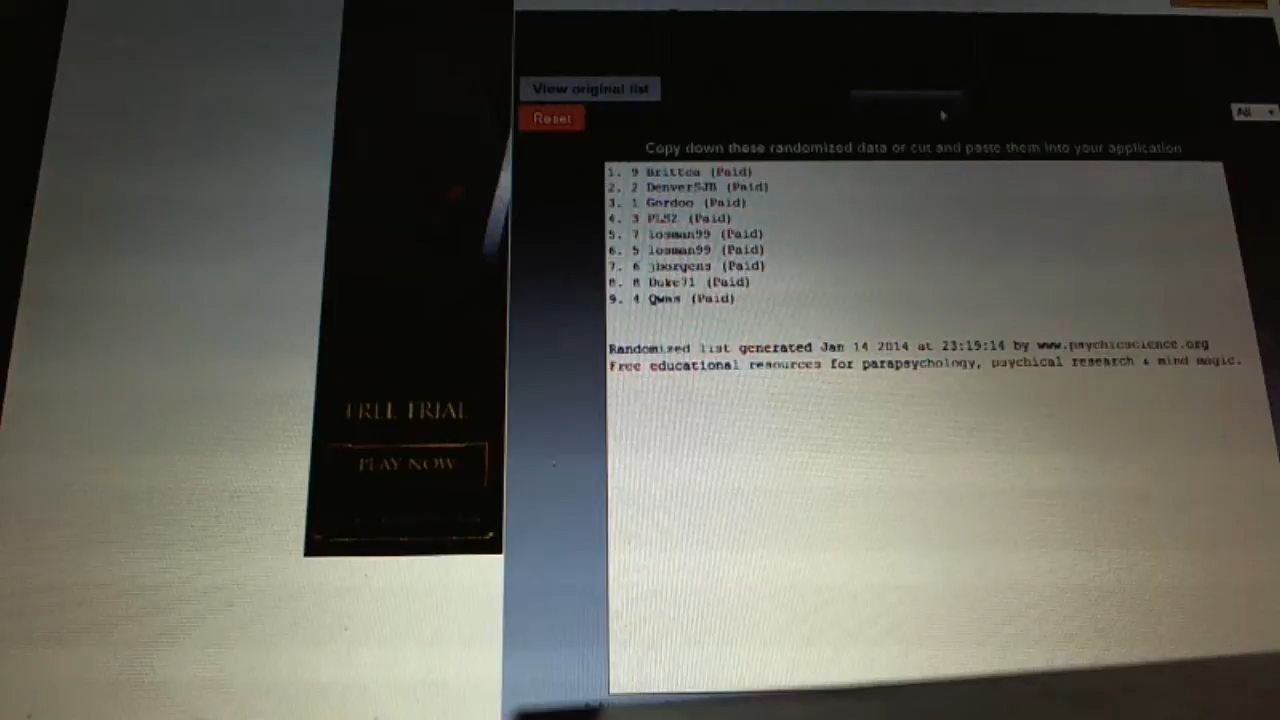 View original list
Reset
All
Copy down these randomized data or cut and paste them into your application
1. 9 Brittca (Paid)
2. 2 DenverSJB (Paid)
3. 1 Gordoo (Paid)
4. 3 (Paid)
5. 7 losman99 (Paid)
6. 5 losman99 (Paid)
7. 6 jborgens (Paid)
8. 8 Duke71 (Paid)
9. 4 Qwas (Paid)
Randomized list generated Jan 14 2014 at 23:19:14 by www.psychicscience.org
Free educational resources for parapsychology, psychical research & mind magic.
FREE TRIAL
PLAY NOW